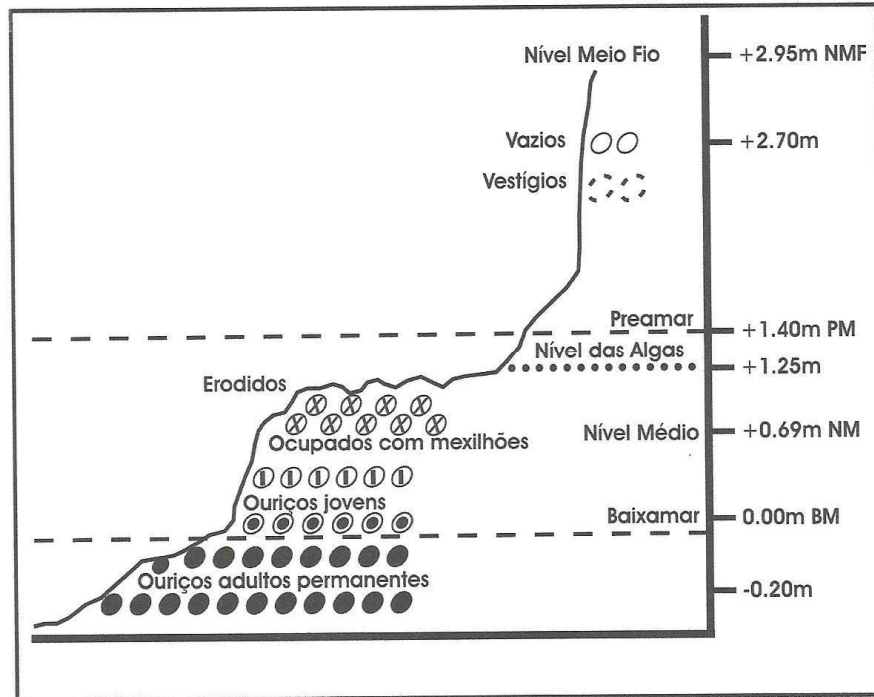 Nível Meio Fio
+2.95m NMF
Vazios
+2.70m
Vestígios
Preamar
+1.40m PM
Nível das Algas
+1.25m
Erodidos
Ocupados com mexilhões
Nível Médio
+0.69m NM
Ouriços jovens
Baixamar
0.00m BM
Ouriços adultos permanentes
-0.20m